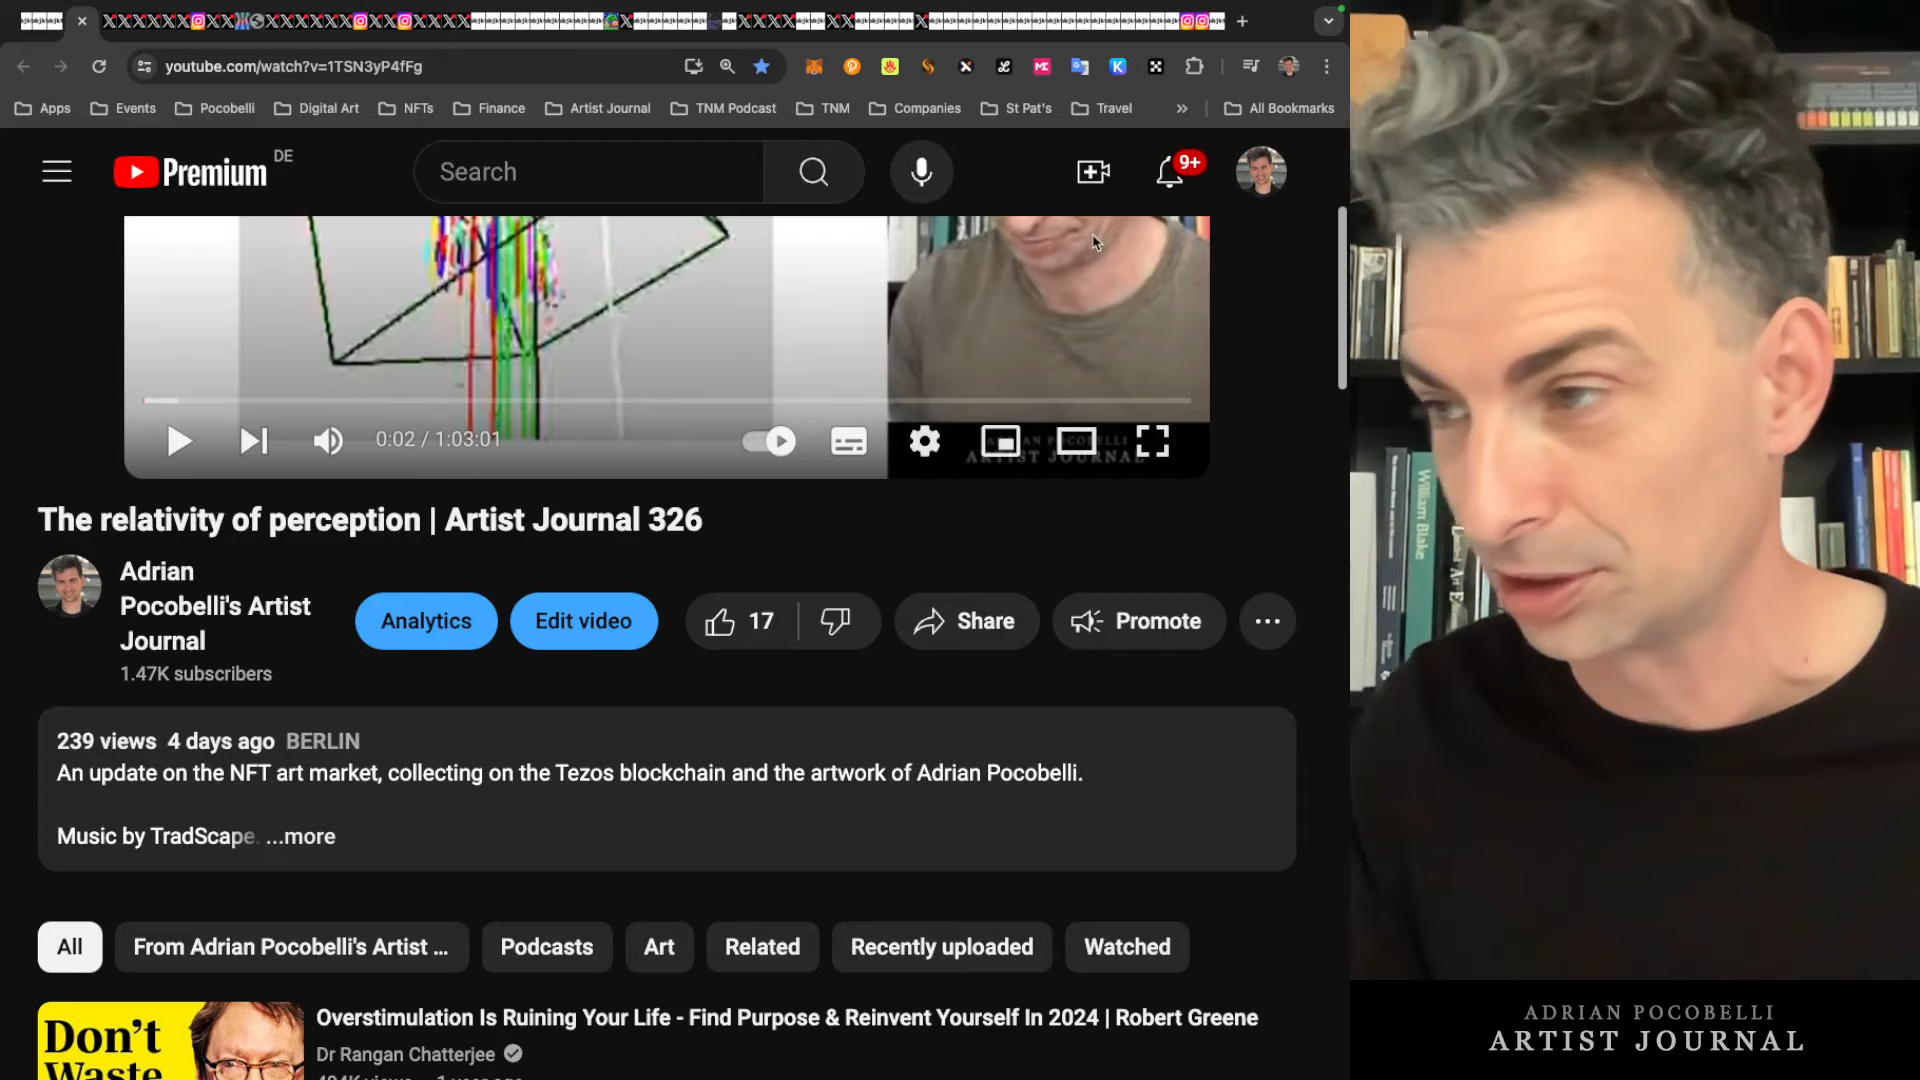 youtube.com/watch?v=1TSN3yP4fFg
Apps
Events
Pocobelli
Digital Art
NFTs
Finance
Artist Journal
TNM Podcast
TNM
Companies
St Pat's
Travel
»
All Bookmarks
Premium DE
Search
9+
0:02 / 1:03:01
ARTIST JOURNAL
The relativity of perception | Artist Journal 326
Adrian
Pocobelli's Artist
Journal
1.47K subscribers
Analytics
Edit video
17
Share
Promote
239 views 4 days ago BERLIN
An update on the NFT art market, collecting on the Tezos blockchain and the artwork of Adrian Pocobelli.
Music by TradScape. ...more
All
From Adrian Pocobelli's Artist ...
Podcasts
Art
Related
Recently uploaded
Watched
Don't
Waste
Overstimulation Is Ruining Your Life - Find Purpose & Reinvent Yourself In 2024 | Robert Greene
Dr Rangan Chatterjee
William Blake
ADRIAN POCOBELLI
ARTIST JOURNAL